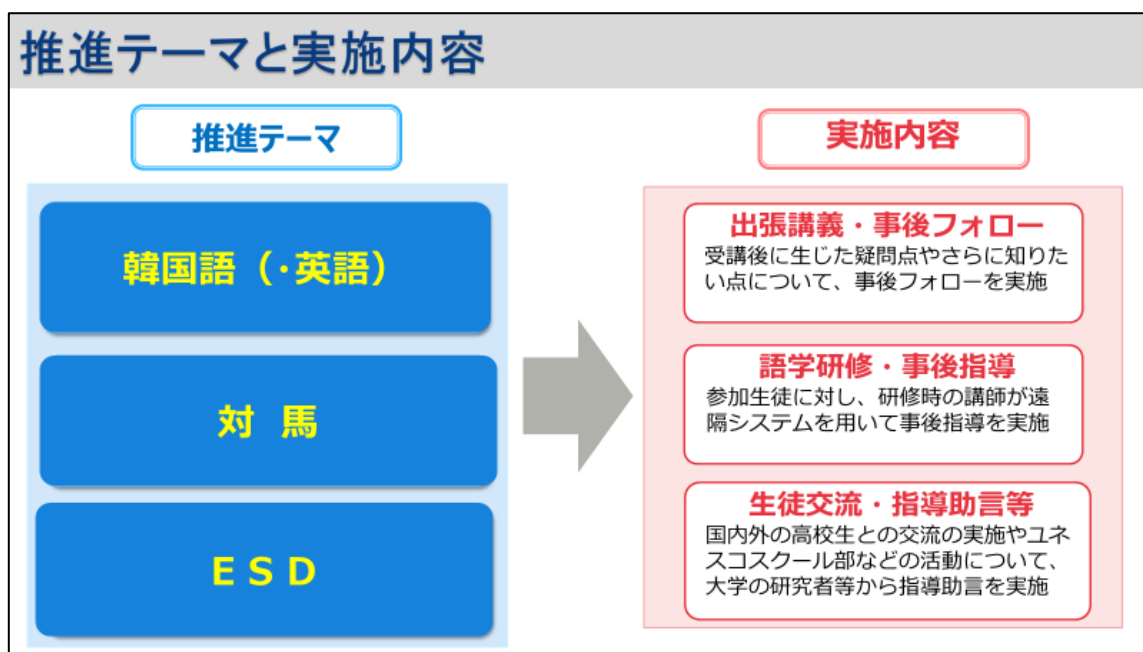 推進テーマと実施内容
推進テーマ
韓国語（・英語）
対 馬
ＥＳＤ
実施内容
出張講義・事後フォロー
受講後に生じた疑問点やさらに知りた
い点について、事後フォローを実施
語学研修・事後指導
参加生徒に対し、研修時の講師が遠
隔システムを用いて事後指導を実施
生徒交流・指導助言等
国内外の高校生との交流の実施やユネ
スコスクール部などの活動について、
大学の研究者等から指導助言を実施